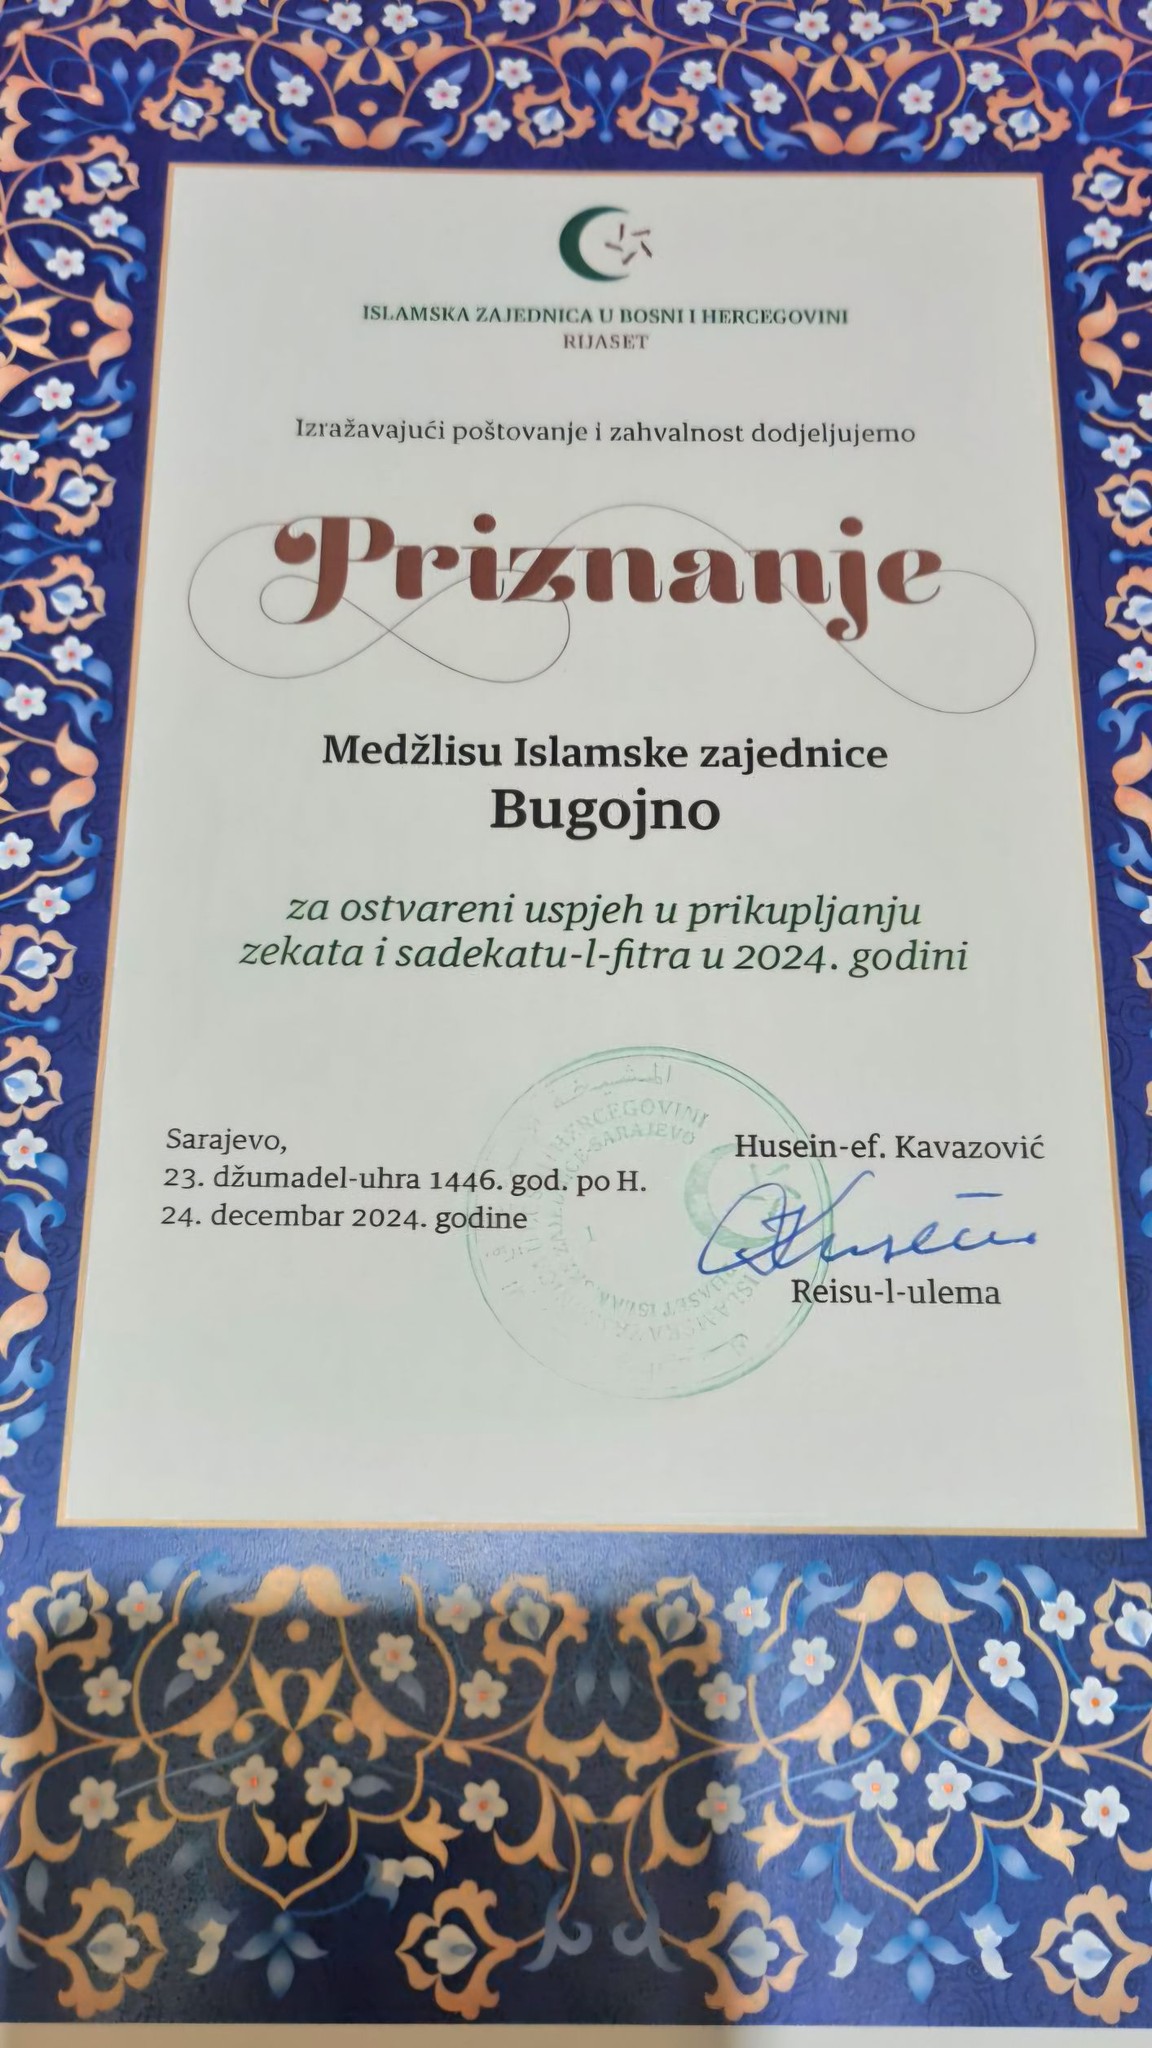 ISLAMSKA ZAJEDNICA U BOSNI I HERCEGOVINI
RIJASET
Izražavajući poštovanje i zahvalnost dodjeljujemo
Priznanje
Medžlisu Islamske zajednice
Bugojno
za ostvareni uspjeh u prikupljanju
zekata i sadekatu-l-fitra u 2024. godini
Sarajevo,
23. džumadel-uhra 1446. god. po H.
24. decembar 2024. godine
Husein-ef. Kavazović
Reisu-l-ulema
HERCEGOVINI
SARAJEVO